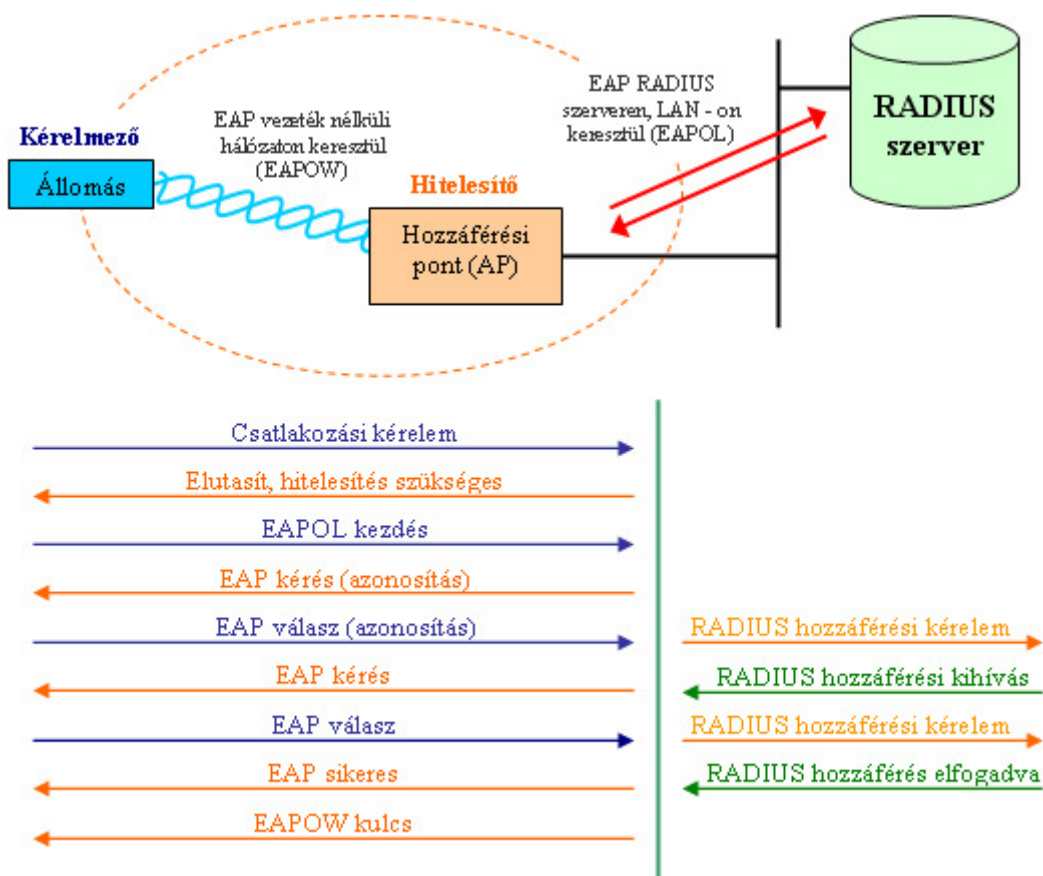 EAP RADIUS
szerveren, LAN - on
keresztül (EAPOL)
RADIUS
szerver
EAP vezeték nélküli
hálózaton keresztül
(EAPOW)
Kérelmező
Állomás
Hitelesítő
Hozzáférési
pont (AP)
Csatlakozási kérelem
Elutasít, hitelesítés szükséges
EAPOL kezdés
EAP kérés (azonosítás)
EAP válasz (azonosítás)
RADIUS hozzáférési kérelem
EAP kérés
RADIUS hozzáférési kihívás
EAP válasz
RADIUS hozzáférési kérelem
EAP sikeres
RADIUS hozzáférés elfogadva
EAPOW kulcs